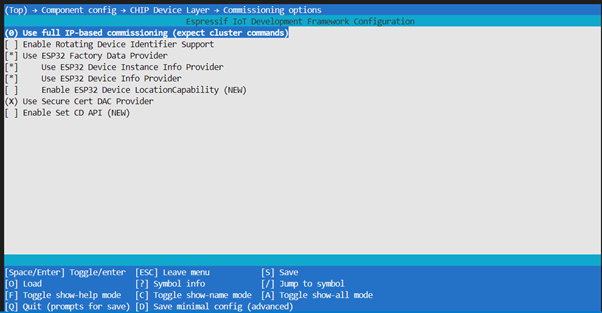 (Top) → Component config → CHIP Device Layer → Commissioning options
Espressif IoT Development Framework Configuration
(0) Use full IP-based commissioning (expect cluster commands)
[ ] Enable Rotating Device Identifier Support
[*] Use ESP32 Factory Data Provider
[*]     Use ESP32 Device Instance Info Provider
[*]     Use ESP32 Device Info Provider
[ ]     Enable ESP32 Device LocationCapability (NEW)
(X) Use Secure Cert DAC Provider
[ ] Enable Set CD API (NEW)
[Space/Enter] Toggle/enter  [ESC] Leave menu  [S] Save
[O] Load  [?] Symbol info  [/] Jump to symbol
[F] Toggle show-help mode  [C] Toggle show-name mode  [A] Toggle show-all mode
[Q] Quit (prompts for save)  [D] Save minimal config (advanced)